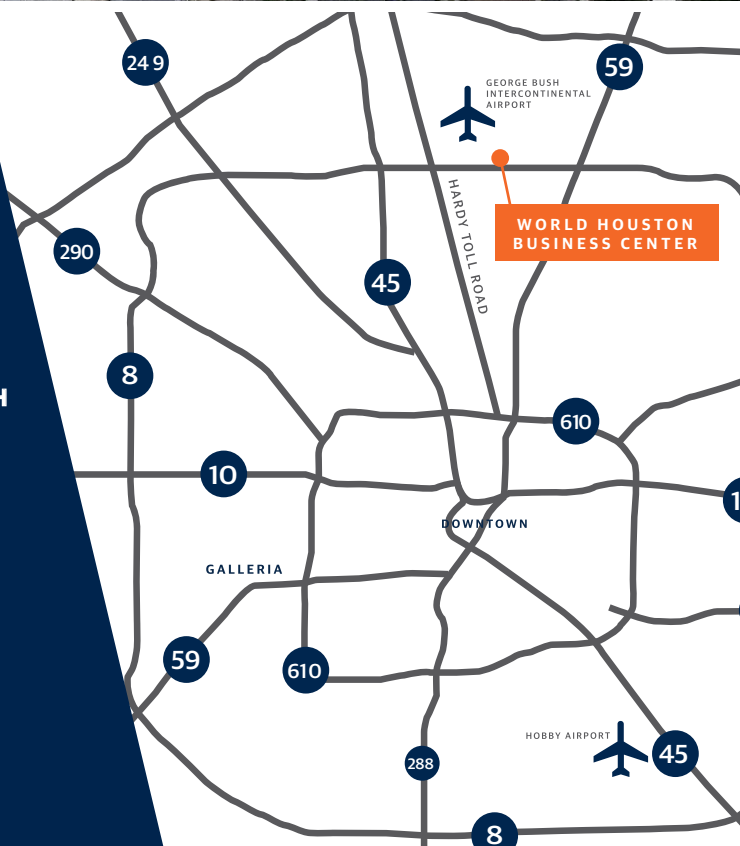 24 9
59
GEORGE BUSH
INTERCONTINENTAL
AIRPORT
HARDY TOLL ROAD
WORLD HOUSTON
BUSINESS CENTER
290
45
8
H
610
10
1
DOWNTOWN
GALLERIA
59
610
HOBBY AIRPORT
45
288
8